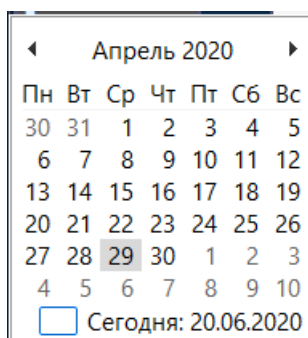 Апрель 2020
Пн Вт Ср Чт Пт Сб Вс
30 31 1 2 3 4 5
6 7 8 9 10 11 12
13 14 15 16 17 18 19
20 21 22 23 24 25 26
27 28 29 30 1 2 3
4 5 6 7 8 9 10
Сегодня: 20.06.2020